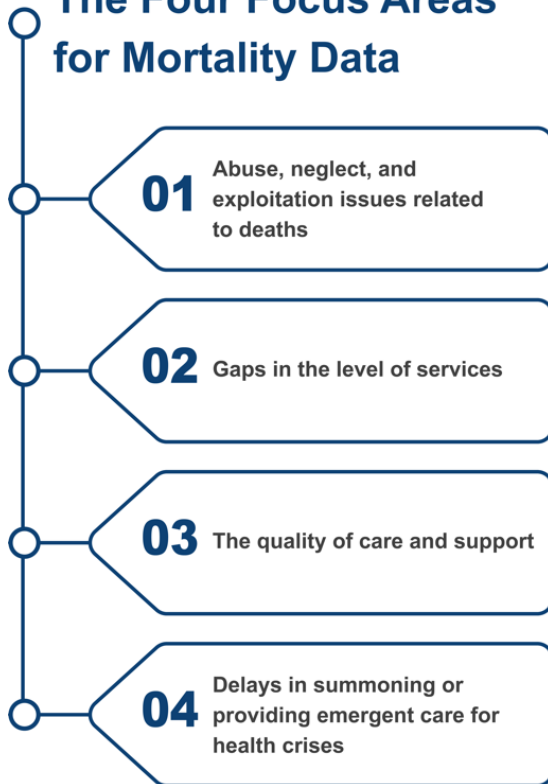 The Four Focus Areas
for Mortality Data
01
Abuse, neglect, and
exploitation issues related
to deaths
02
Gaps in the level of services
03
The quality of care and support
04
Delays in summoning or
providing emergent care for
health crises